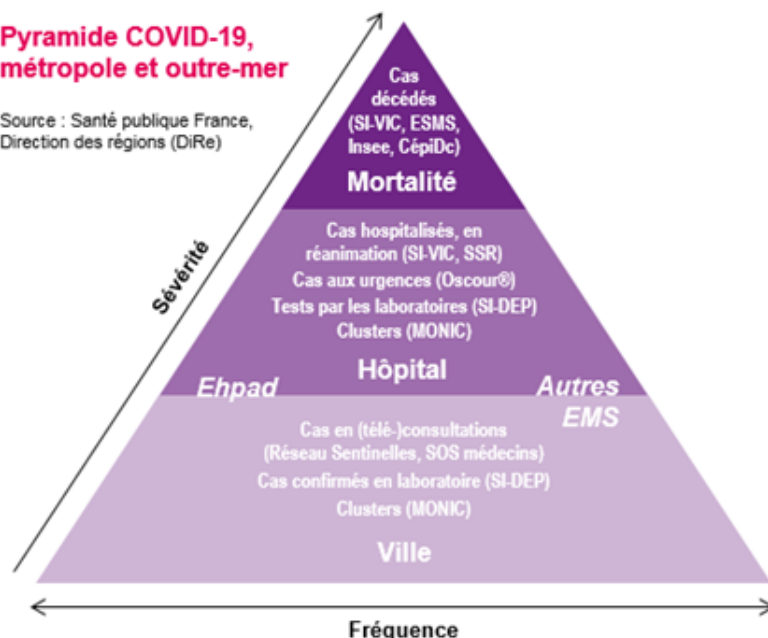 Pyramide COVID-19,
métropole et outre-mer
Source : Santé publique France,
Direction des régions (DiRe)
Sévérité
Cas
décédés
(SI-VIC, ESMS,
Insee, CépiDc)
Mortalité
Cas hospitalisés, en
réanimation (SI-VIC, SSR)
Cas aux urgences (Oscour®)
Tests par les laboratoires (SI-DEP)
Clusters (MONIC)
Hôpital
Ehpad
Autres
EMS
Cas en (télé-)consultations
(Réseau Sentinelles, SOS médecins)
Cas confirmés en laboratoire (SI-DEP)
Clusters (MONIC)
Ville
Fréquence